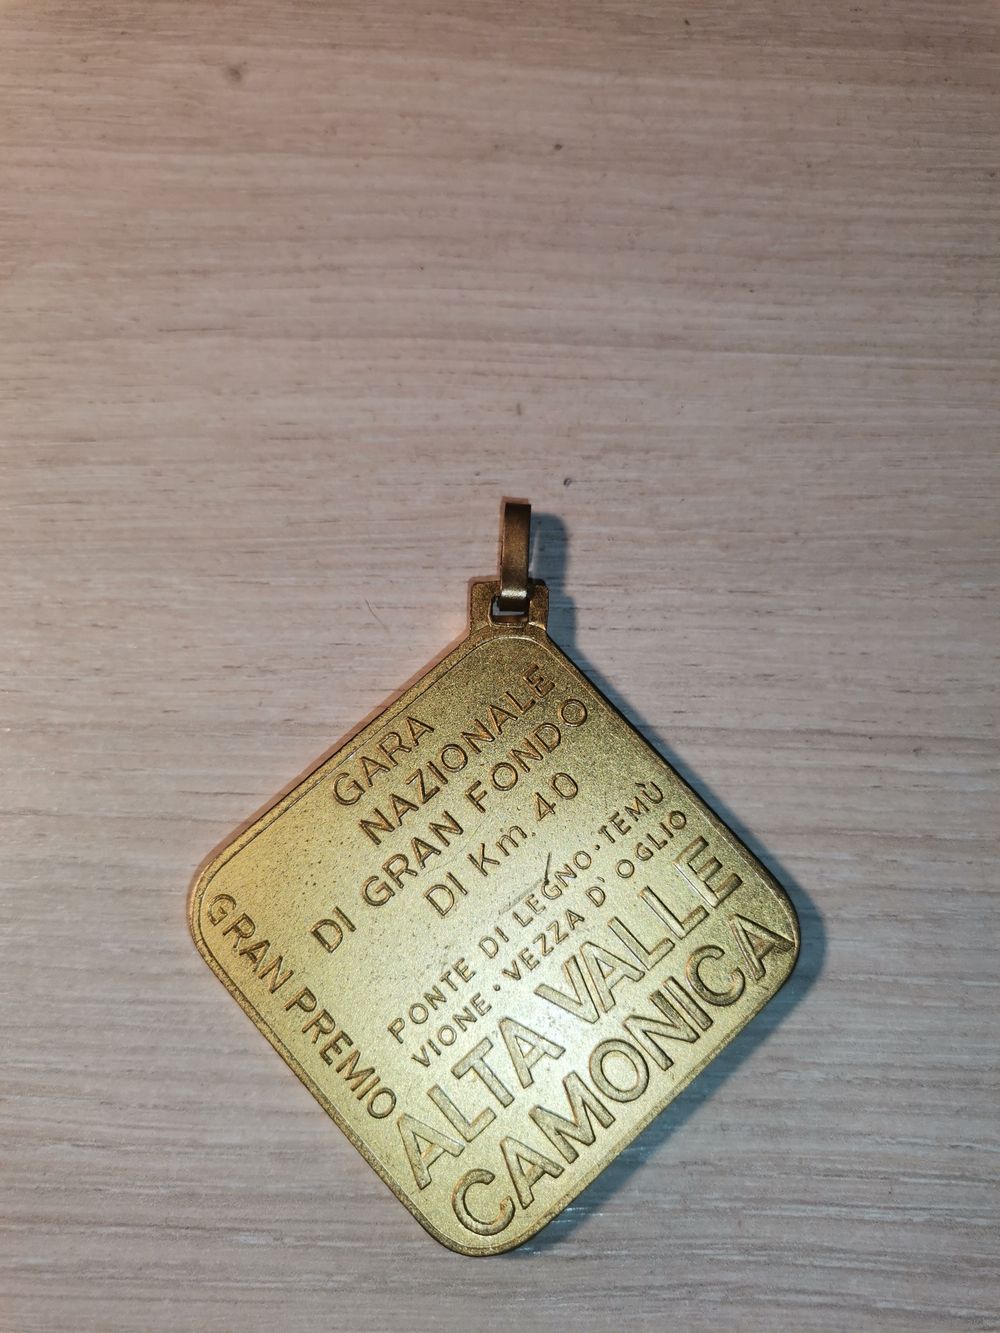 GARA
NAZIONALE
DI GRAN FONDO
DI Km. 40
PONTE DI LEGNO · TEMÙ
VIONE · VEZZA D' OGLIO
ALTA VALLE
CAMONICA
GRAN PREMIO